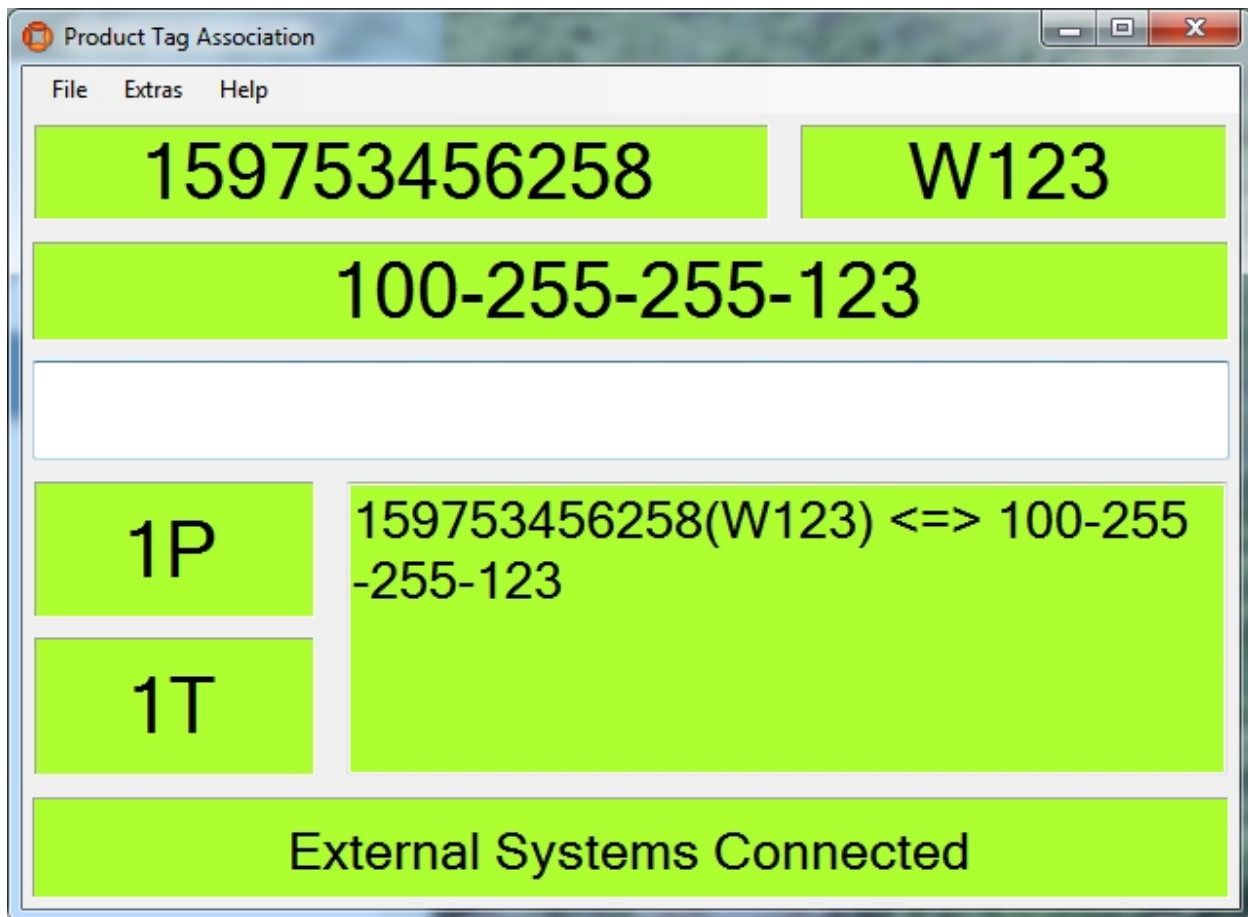 Product Tag Association
File Extras Help
159753456258 W123
100-255-255-123
1P
159753456258(W123) <=> 100-255
-255-123
1T
External Systems Connected